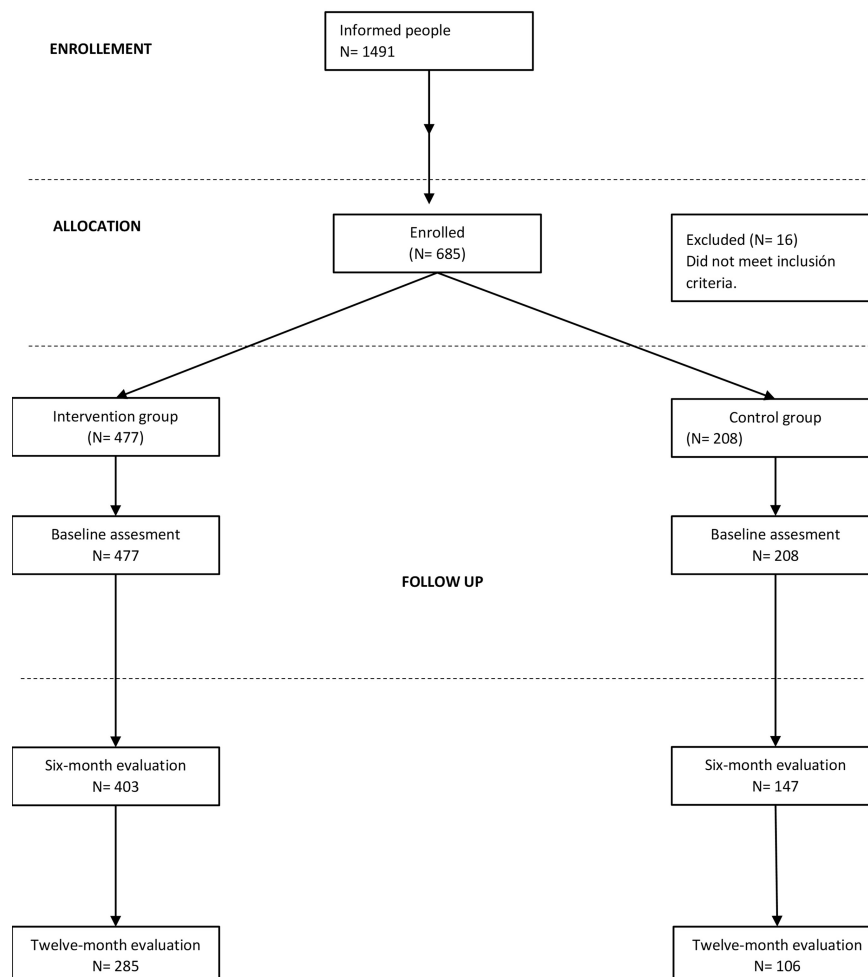 Informed people
N= 1491
ENROLLEMENT
ALLOCATION
Enrolled
(N= 685)
Excluded (N= 16)
Did not meet inclusión
criteria.
Intervention group
(N= 477)
Control group
(N= 208)
Baseline assesment
N= 477
Baseline assesment
N= 208
FOLLOW UP
Six-month evaluation
N= 403
Six-month evaluation
N= 147
Twelve-month evaluation
N= 285
Twelve-month evaluation
N= 106